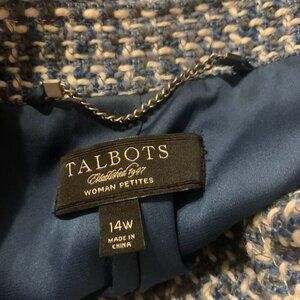 TALBOTS
Established 1947
WOMAN PETITES
14W
MADE IN
CHINA